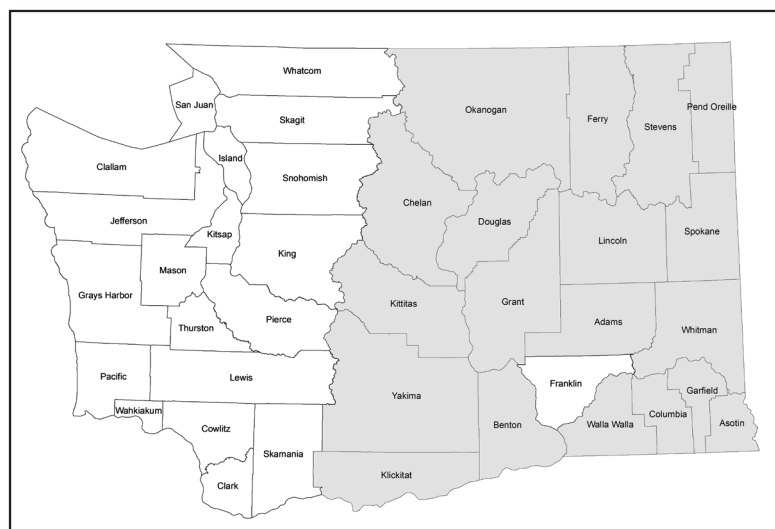 Whatcom
Okanogan
Ferry
Stevens
Pend Oreille
San Juan
Skagit
Island
Clallam
Snohomish
Chelan
Douglas
Jefferson
Kitsap
Lincoln
Spokane
King
Mason
Grays Harbor
Kittitas
Grant
Thurston
Pierce
Adams
Whitman
Pacific
Lewis
Franklin
Yakima
Garfield
Wahkiakum
Cowlitz
Benton
Walla Walla
Columbia
Asotin
Skamania
Klickitat
Clark